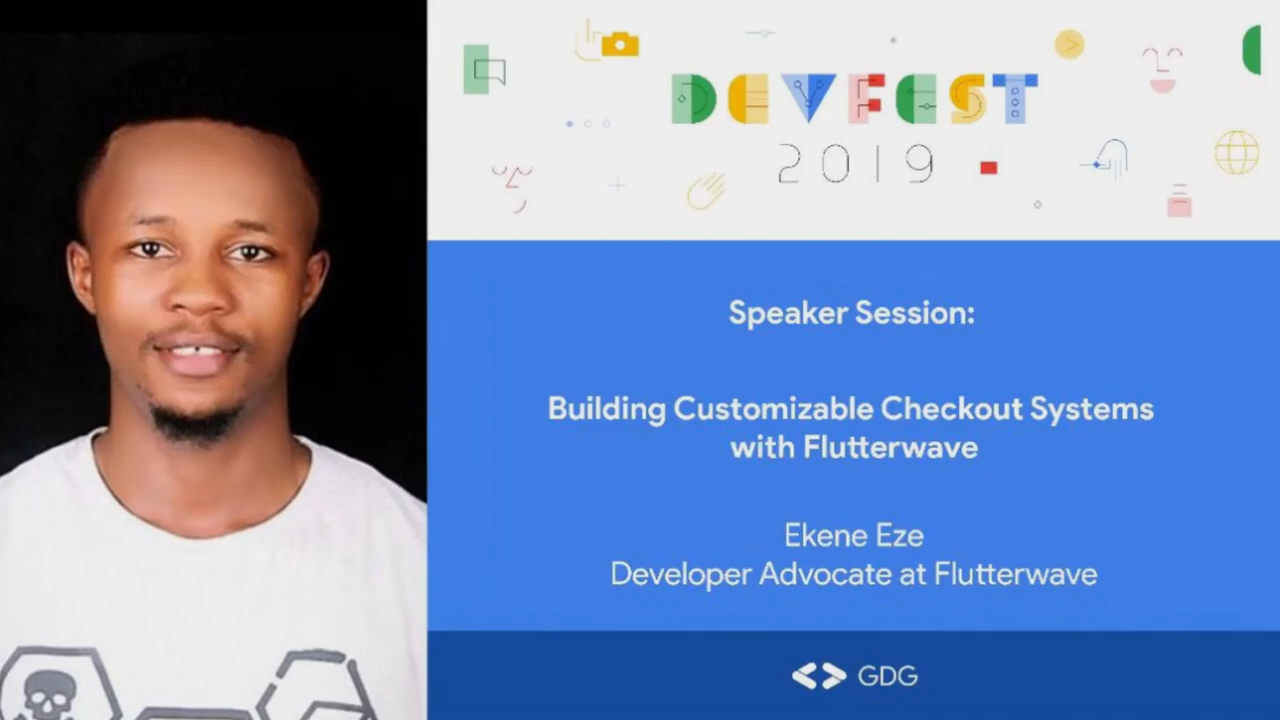 DEVFEST
2019
Speaker Session:
Building Customizable Checkout Systems
with Flutterwave
Ekene Eze
Developer Advocate at Flutterwave
GDG